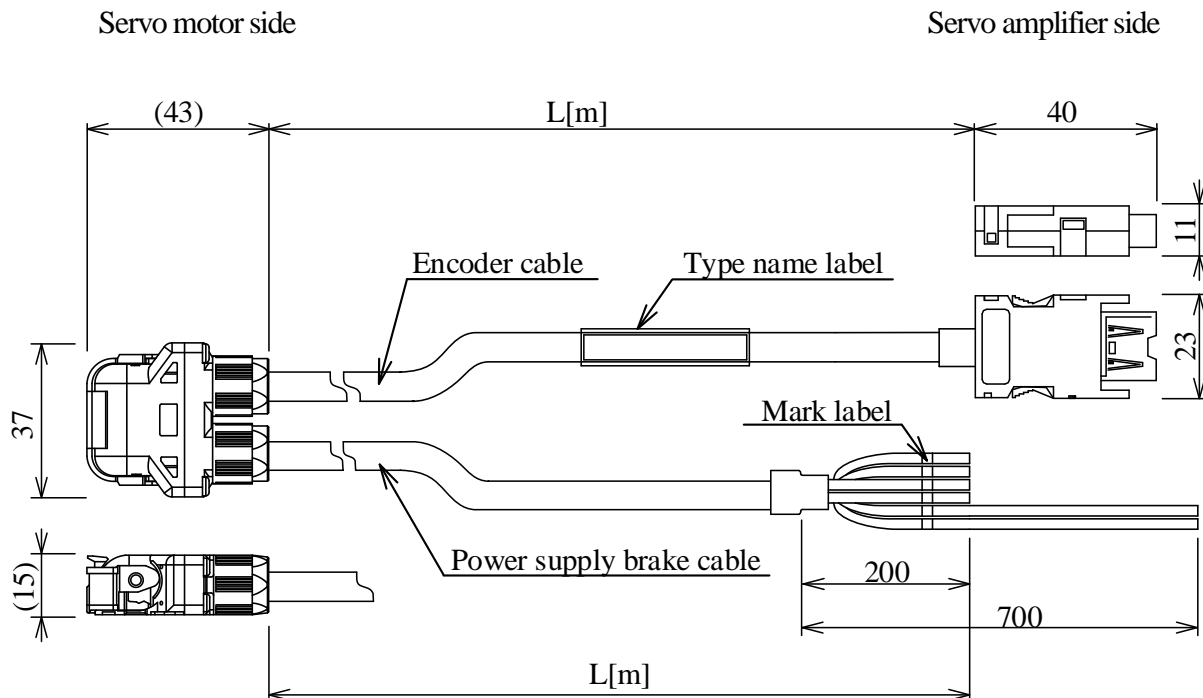 Servo motor side
Servo amplifier side
(43)
L[m]
40
11
Encoder cable
Type name label
23
37
Mark label
Power supply brake cable
(15)
200
700
L[m]